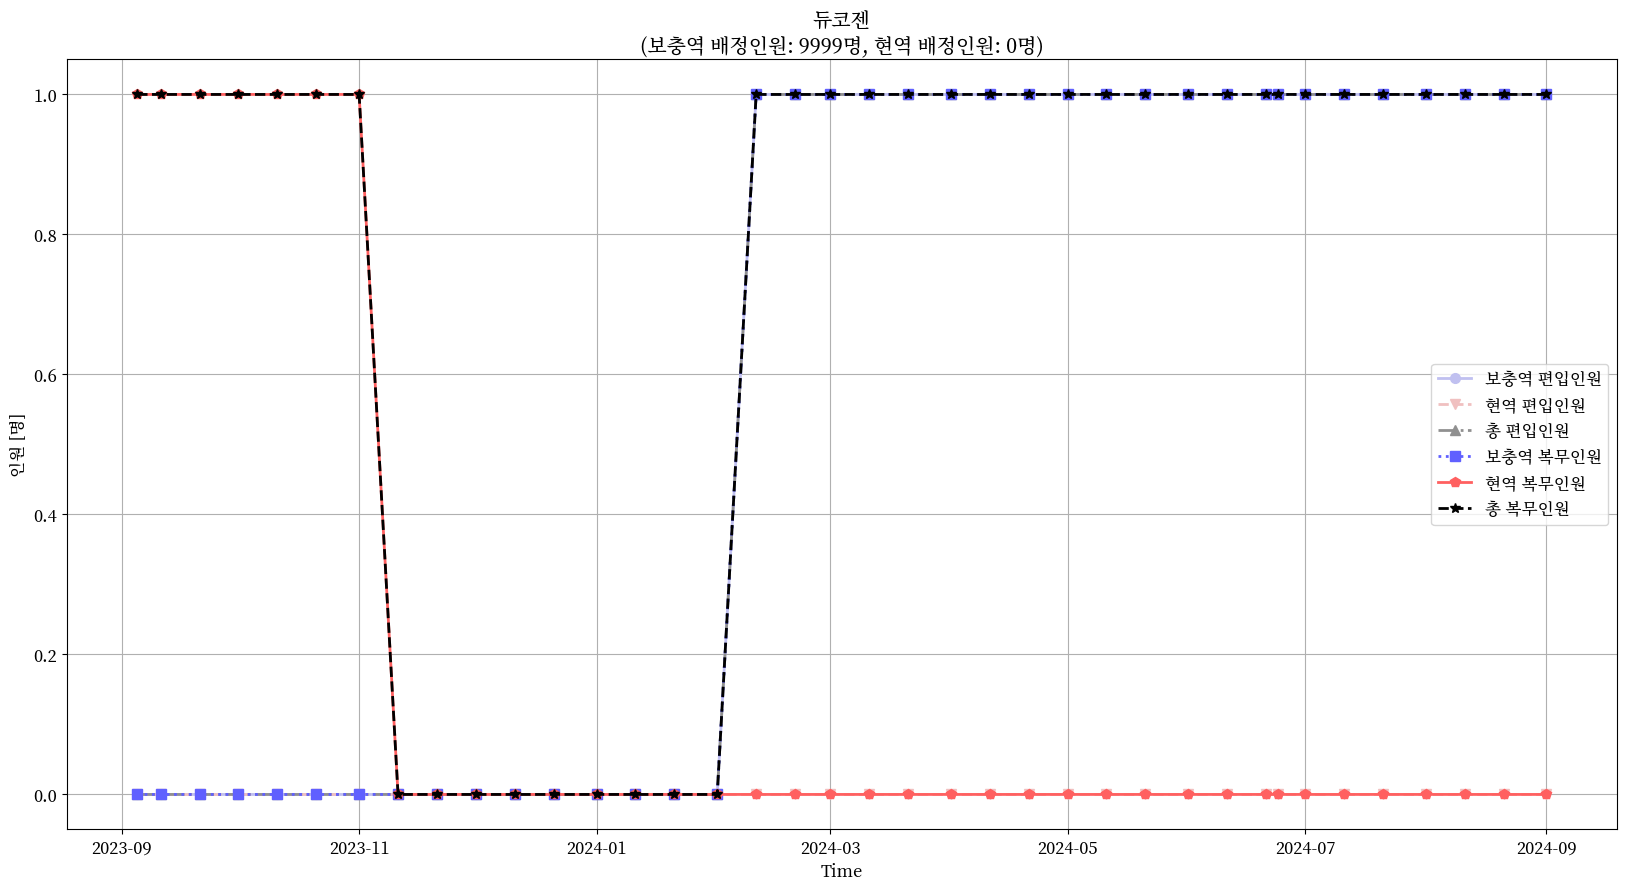 듀코젠
(보충역 배정인원: 9999명, 현역 배정인원: 0명)
인원 [명]
1.0
0.8
0.6
0.4
0.2
0.0
보충역 편입인원
현역 편입인원
총 편입인원
보충역 복무인원
현역 복무인원
총 복무인원
2023-09
2023-11
2024-01
2024-03
2024-05
2024-07
2024-09
Time